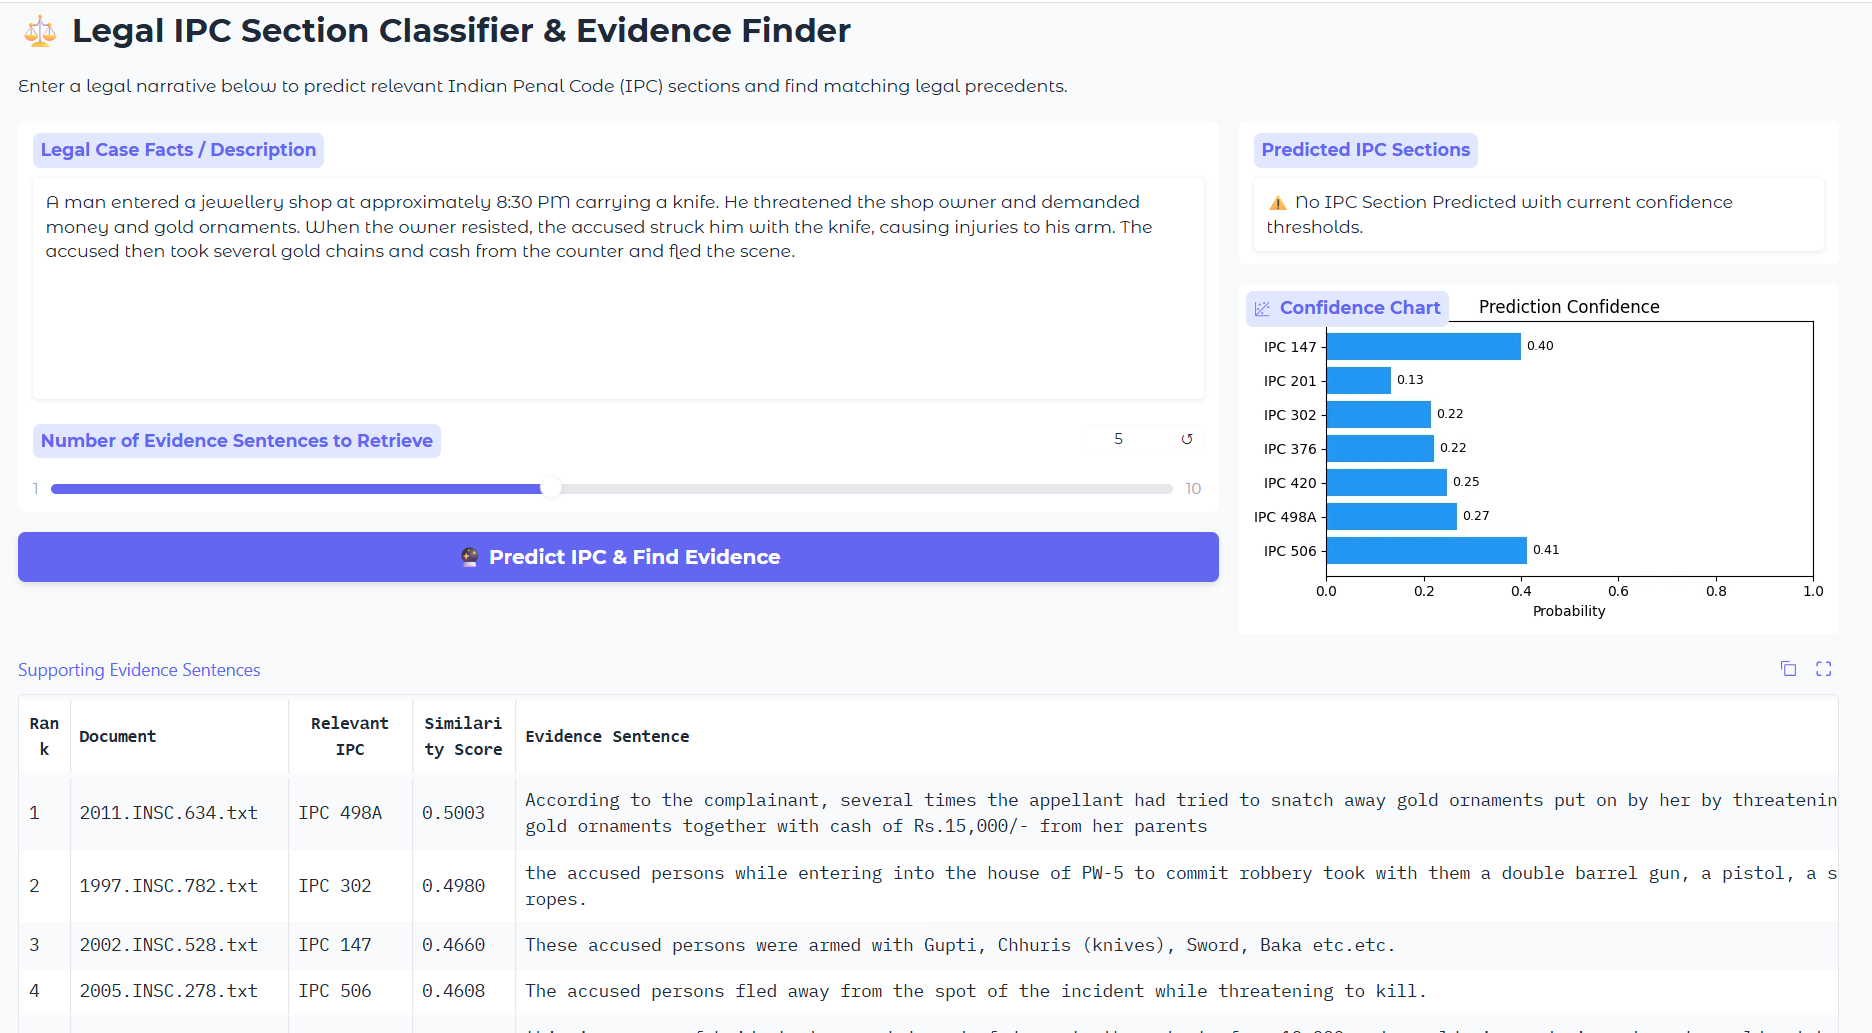 Legal IPC Section Classifier & Evidence Finder
Enter a legal narrative below to predict relevant Indian Penal Code (IPC) sections and find matching legal precedents.
Legal Case Facts / Description
A man entered a jewellery shop at approximately 8:30 PM carrying a knife. He threatened the shop owner and demanded
money and gold ornaments. When the owner resisted, the accused struck him with the knife, causing injuries to his arm. The
accused then took several gold chains and cash from the counter and fled the scene.
Number of Evidence Sentences to Retrieve
5
1
10
Predict IPC & Find Evidence
Predicted IPC Sections
No IPC Section Predicted with current confidence
thresholds.
Confidence Chart
Prediction Confidence
IPC 147 0.40
IPC 201 0.13
IPC 302 0.22
IPC 376 0.22
IPC 420 0.25
IPC 498A 0.27
IPC 506 0.41
0.0 0.2 0.4 0.6 0.8 1.0
Probability
Supporting Evidence Sentences
Ran
k
Document
Relevant
IPC
Similari
ty Score
Evidence Sentence
1 2011.INSC.634.txt IPC 498A 0.5003
According to the complainant, several times the appellant had tried to snatch away gold ornaments put on by her by threatenin
gold ornaments together with cash of Rs.15,000/- from her parents
2 1997.INSC.782.txt IPC 302 0.4980
the accused persons while entering into the house of PW-5 to commit robbery took with them a double barrel gun, a pistol, a s
ropes.
3 2002.INSC.528.txt IPC 147 0.4660 These accused persons were armed with Gupti, Chhuris (knives), Sword, Baka etc.etc.
4 2005.INSC.278.txt IPC 506 0.4608 The accused persons fled away from the spot of the incident while threatening to kill.